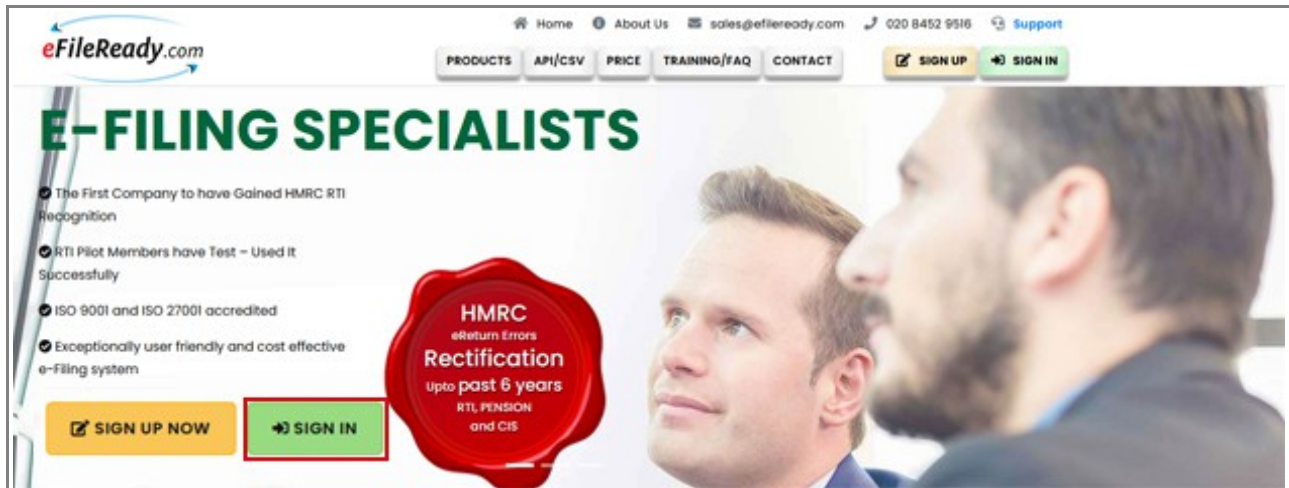 eFileReady.com
Home About Us sales@efileready.com 020 8452 9516 Support
PRODUCTS API/CSV PRICE TRAINING/FAQ CONTACT SIGN UP SIGN IN
E-FILING SPECIALISTS
The First Company to have Gained HMRC RTI
Recognition
RTI Pilot Members have Test – Used It
Successfully
ISO 9001 and ISO 27001 accredited
Exceptionally user friendly and cost effective
e-Filing system
SIGN UP NOW SIGN IN
HMRC
eReturn Errors
Rectification
Upto past 6 years
RTI, PENSION
and CIS